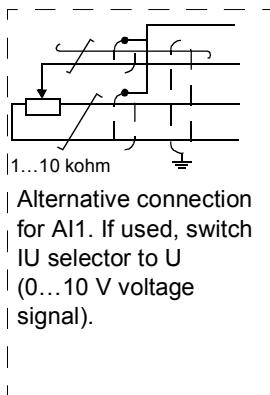 1…10 kohm
Alternative connection
for AI1. If used, switch
IU selector to U
(0…10 V voltage
signal).